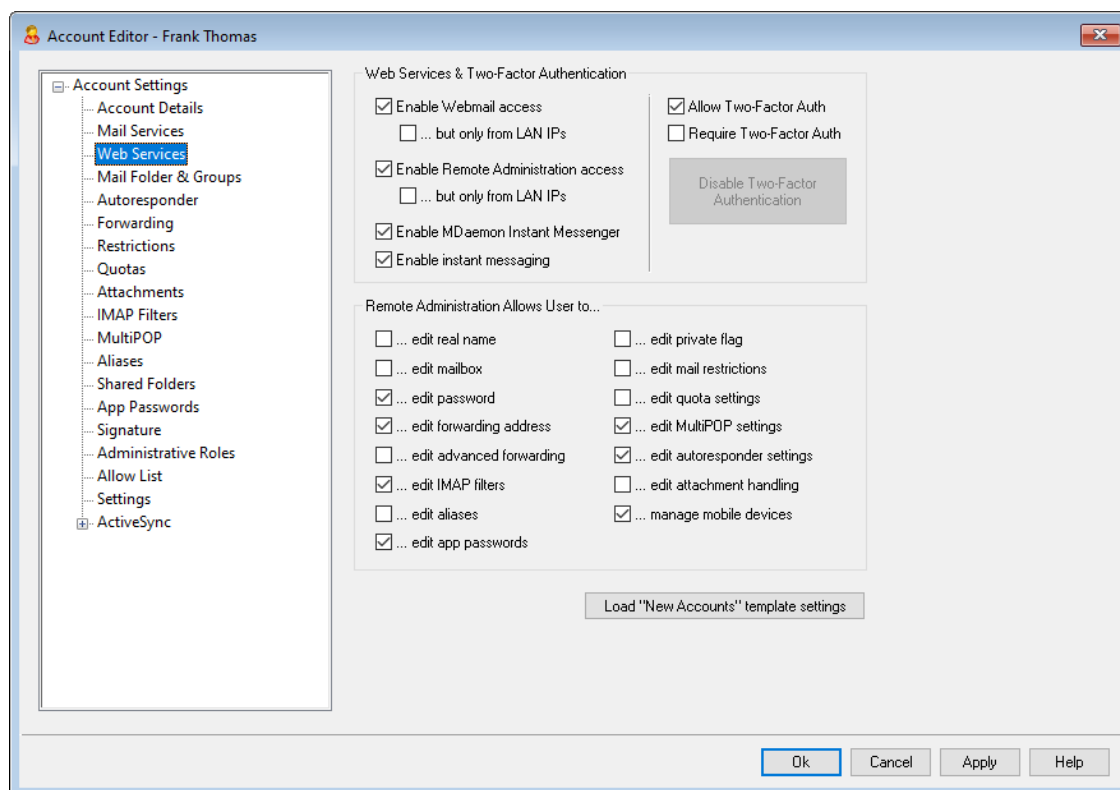 Account Editor - Frank Thomas
Account Settings
Account Details
Mail Services
Web Services
Mail Folder & Groups
Autoresponder
Forwarding
Restrictions
Quotas
Attachments
IMAP Filters
MultiPOP
Aliases
Shared Folders
App Passwords
Signature
Administrative Roles
Allow List
Settings
ActiveSync
Web Services & Two-Factor Authentication
Enable Webmail access
... but only from LAN IPs
Enable Remote Administration access
... but only from LAN IPs
Enable MDaemon Instant Messenger
Enable instant messaging
Allow Two-Factor Auth
Require Two-Factor Auth
Disable Two-Factor
Authentication
Remote Administration Allows User to...
... edit real name
... edit mailbox
... edit password
... edit forwarding address
... edit advanced forwarding
... edit IMAP filters
... edit aliases
... edit app passwords
... edit private flag
... edit mail restrictions
... edit quota settings
... edit MultiPOP settings
... edit autoresponder settings
... edit attachment handling
... manage mobile devices
Load "New Accounts" template settings
Ok
Cancel
Apply
Help